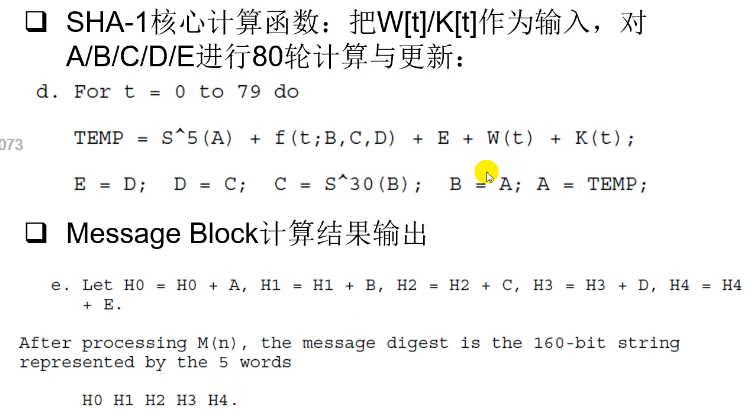 SHA-1核心计算函数：把W[t]/K[t]作为输入，对
A/B/C/D/E进行80轮计算与更新：
d. For t = 0 to 79 do
073
TEMP = S^5(A) + f(t;B,C,D) + E + W(t) + K(t);
E = D; D = C; C = S^30(B); B = A; A = TEMP;
Message Block计算结果输出
e. Let H0 = H0 + A, H1 = H1 + B, H2 = H2 + C, H3 = H3 + D, H4 = H4
+ E.
After processing M(n), the message digest is the 160-bit string
represented by the 5 words
H0 H1 H2 H3 H4.